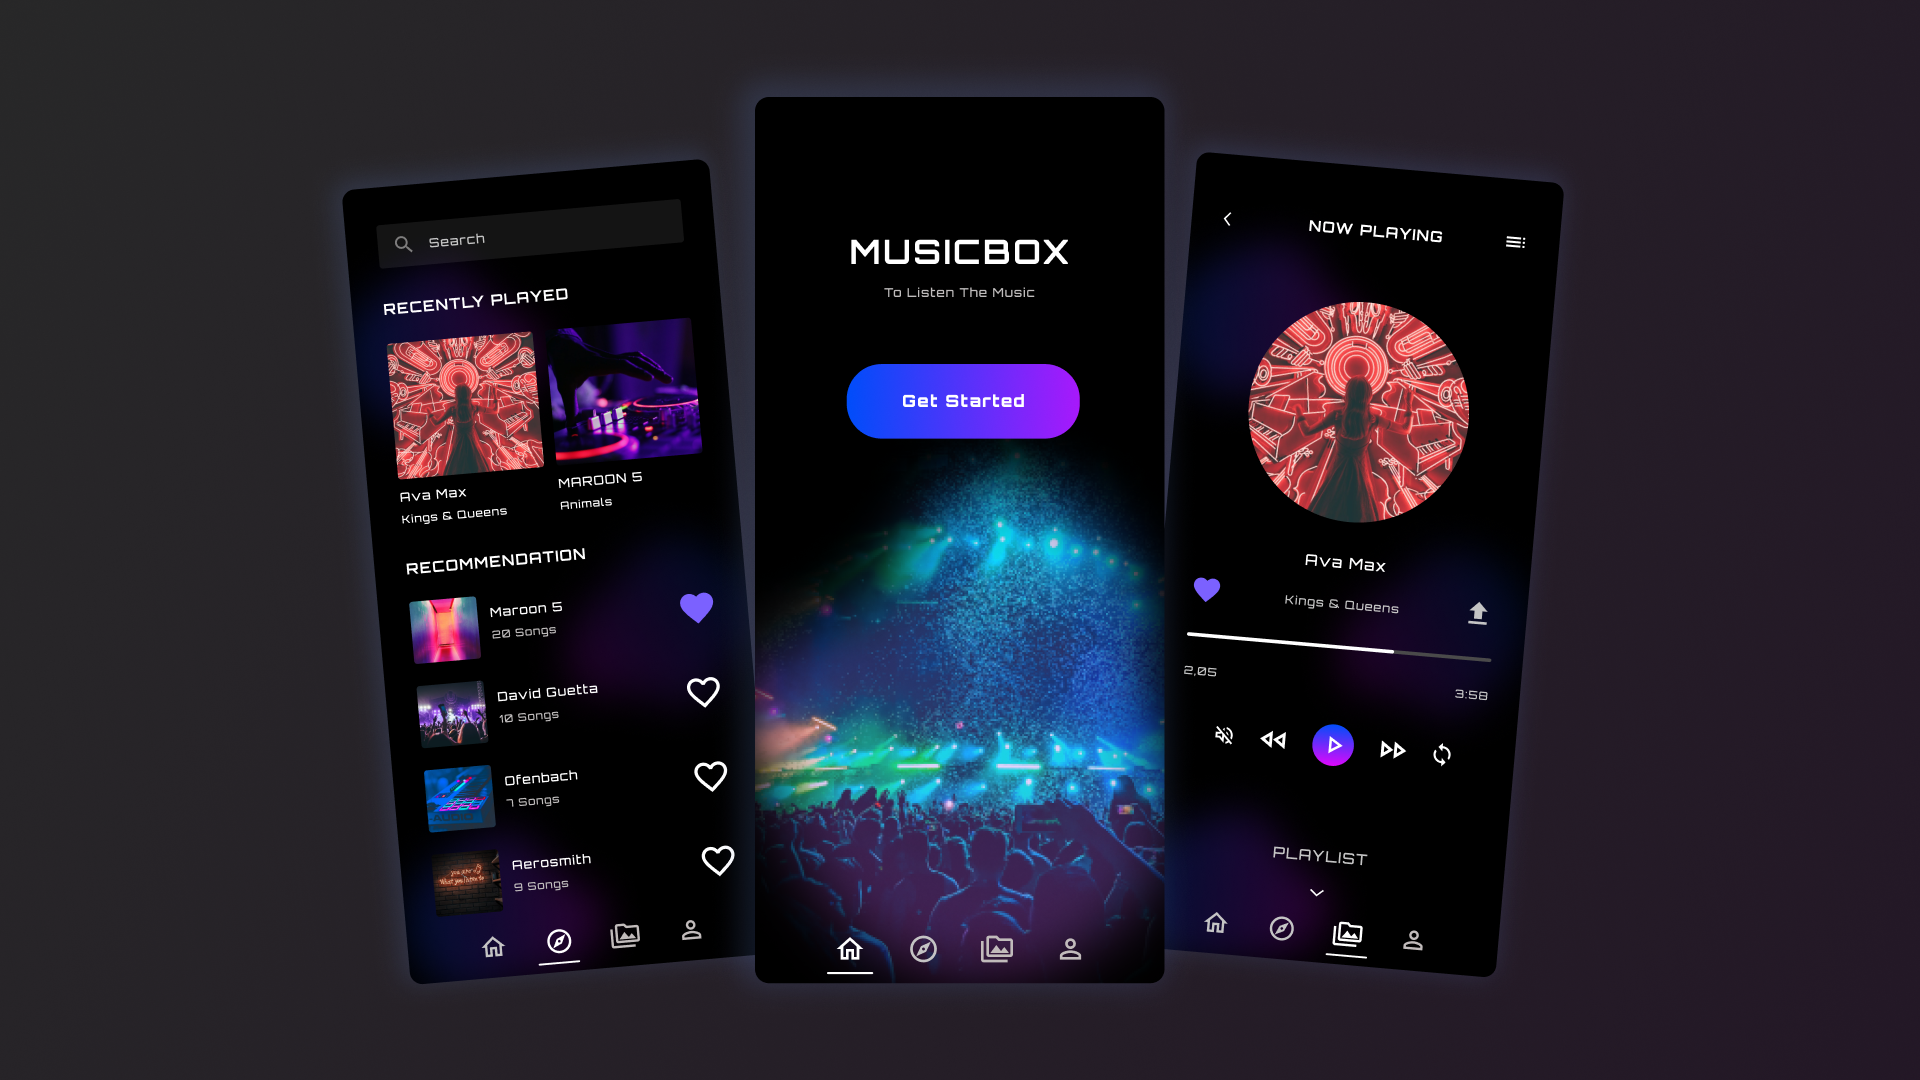 Search
RECENTLY PLAYED
Ava Max
Kings & Queens
MAROON 5
Animals
RECOMMENDATION
Maroon 5
20 Songs
David Guetta
10 Songs
Ofenbach
7 Songs
Aerosmith
9 Songs
MUSICBOX
To Listen The Music
Get Started
NOW PLAYING
Ava Max
Kings & Queens
2,05
3:58
PLAYLIST